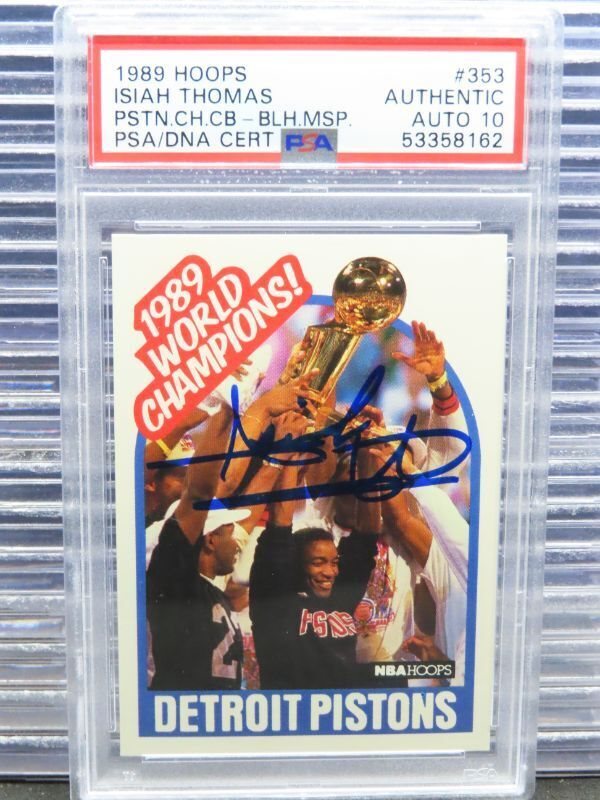 1989 HOOPS #353
ISIAH THOMAS AUTHENTIC
PSTN.CH.CB - BLH.MSP. AUTO 10
PSA/DNA CERT PSA 53358162
1989
WORLD
CHAMPIONS!
NBA HOOPS
DETROIT PISTONS